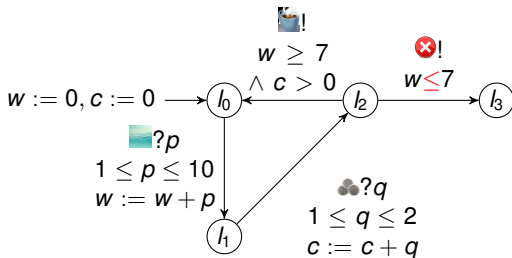 !
w ≥ 7
∧ c > 0
!
w≤7
w := 0, c := 0
l0
l2
l3
?p
1 ≤ p ≤ 10
w := w + p
?q
1 ≤ q ≤ 2
c := c + q
l1